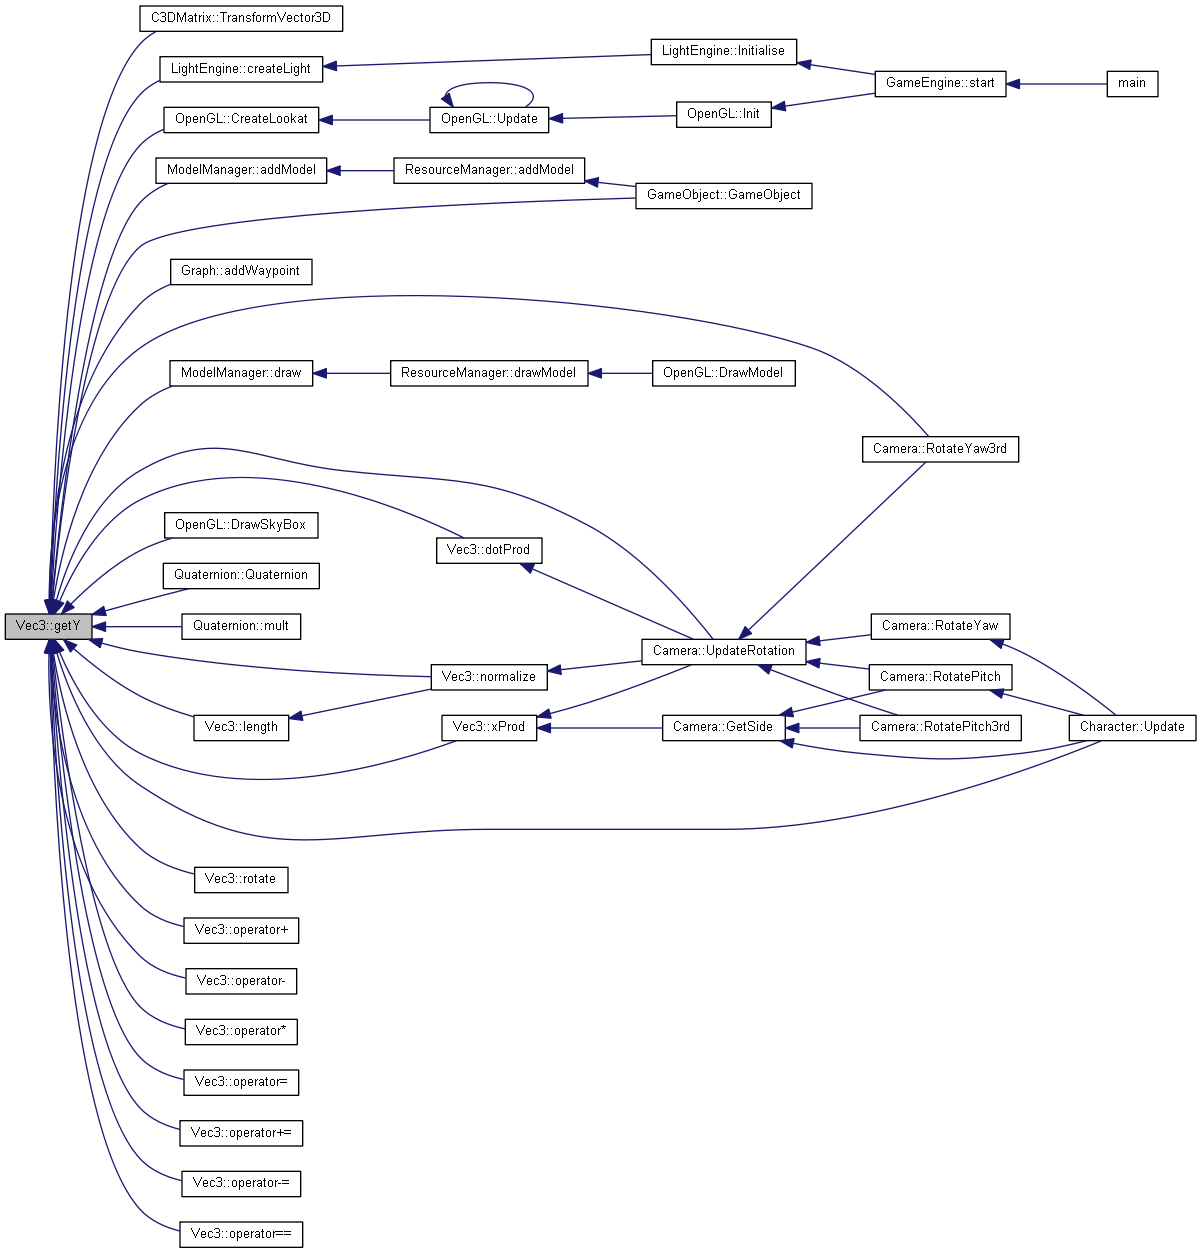 C3DMatrix::TransformVector3D
LightEngine::Initialise
LightEngine::createLight
GameEngine::start
main
OpenGL::CreateLookat
OpenGL::Update
OpenGL::Init
ModelManager::addModel
ResourceManager::addModel
GameObject::GameObject
Graph::addWaypoint
ModelManager::draw
ResourceManager::drawModel
OpenGL::DrawModel
Camera::RotateYaw3rd
OpenGL::DrawSkyBox
Vec3::dotProd
Quaternion::Quaternion
Vec3::getY
Quaternion::mult
Camera::RotateYaw
Camera::UpdateRotation
Vec3::normalize
Camera::RotatePitch
Vec3::length
Vec3::xProd
Camera::GetSide
Camera::RotatePitch3rd
Character::Update
Vec3::rotate
Vec3::operator+
Vec3::operator-
Vec3::operator*
Vec3::operator=
Vec3::operator+=
Vec3::operator-=
Vec3::operator==